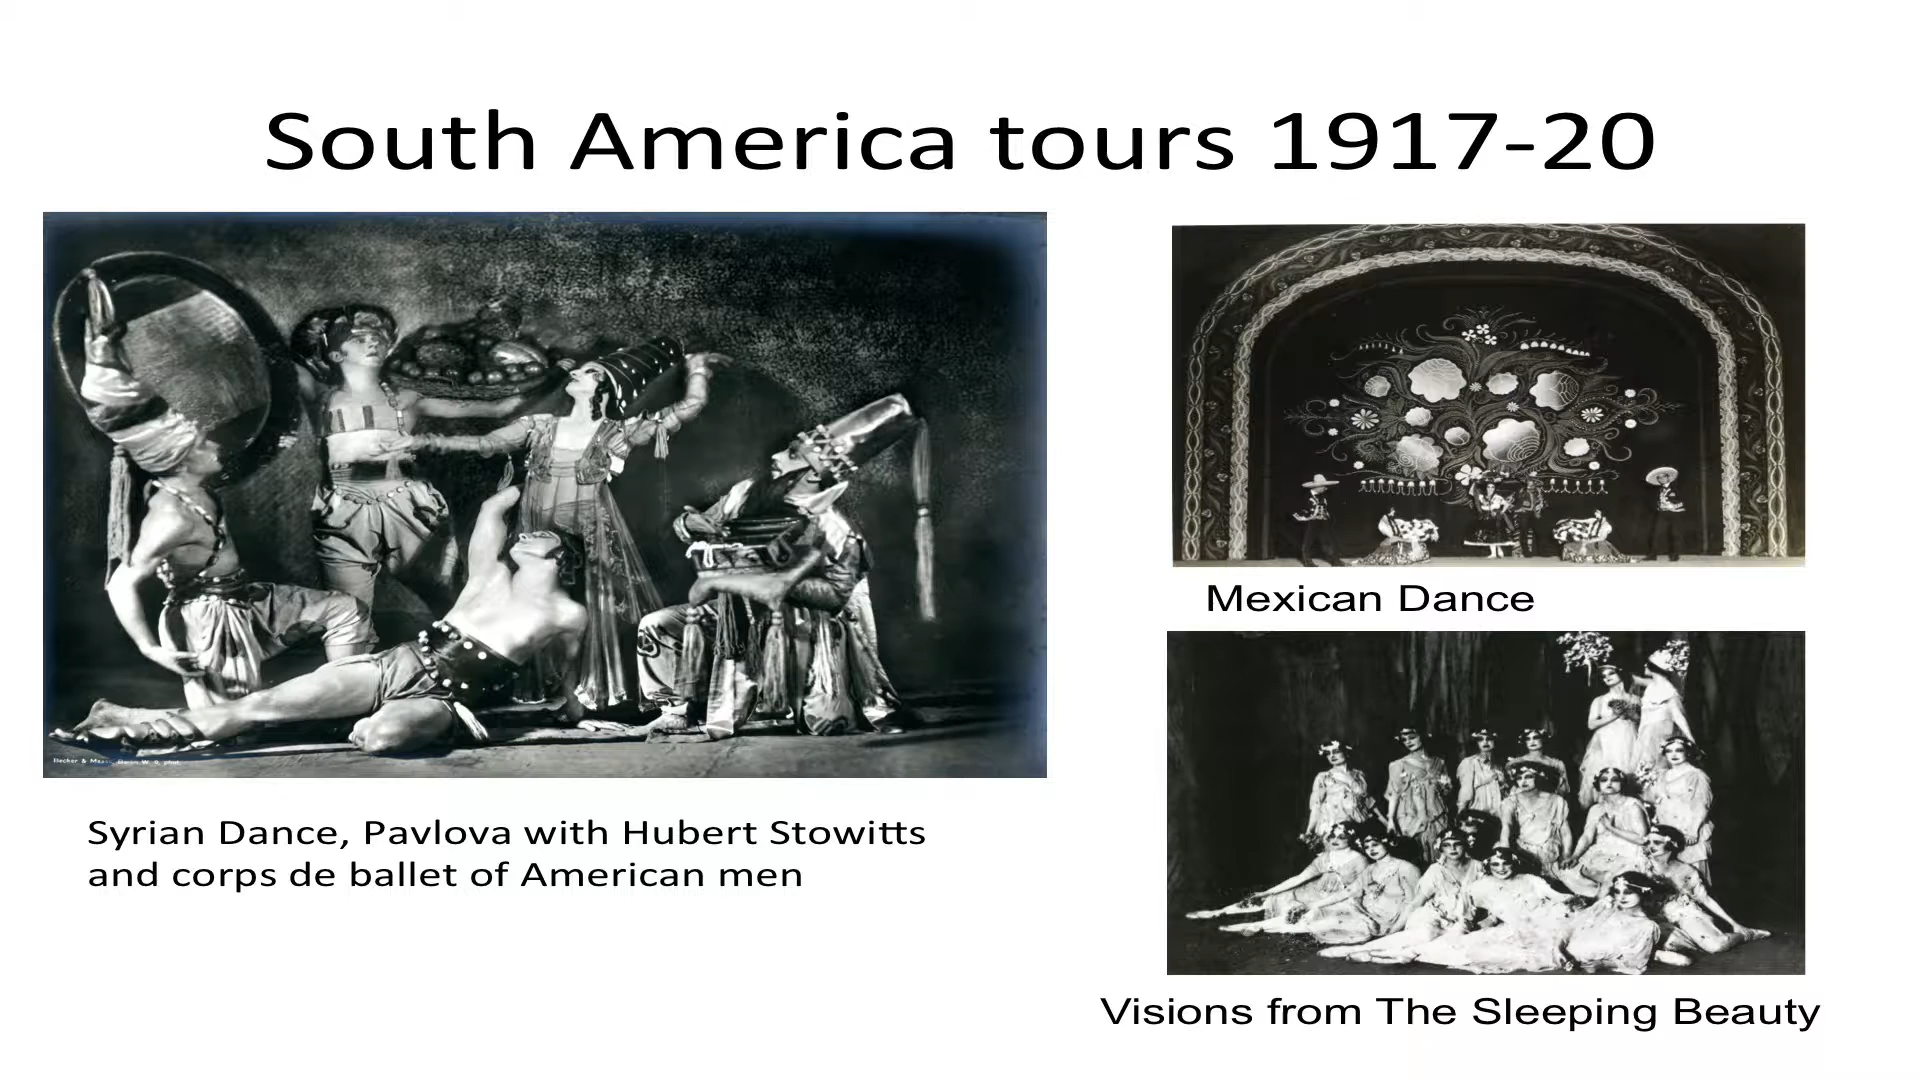 South America tours 1917-20
Syrian Dance, Pavlova with Hubert Stowitts
and corps de ballet of American men
Mexican Dance
Visions from The Sleeping Beauty